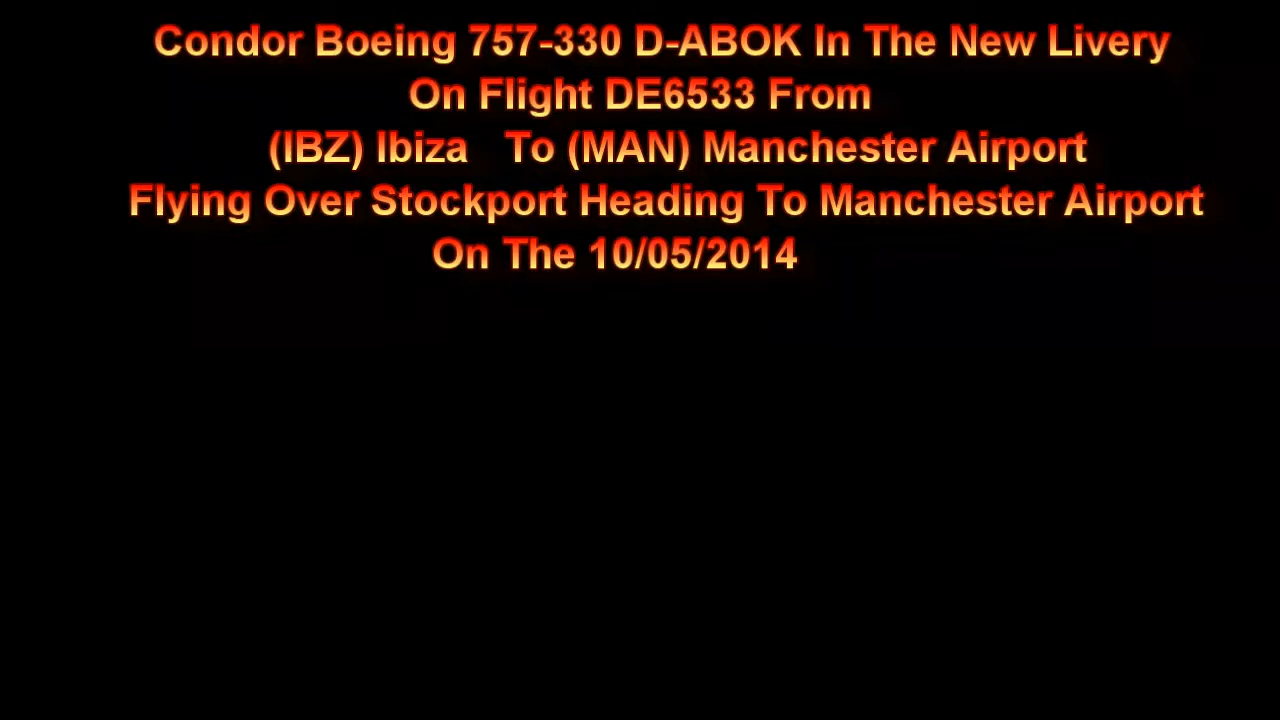 Condor Boeing 757-330 D-ABOK In The New Livery
On Flight DE6533 From
(IBZ) Ibiza To (MAN) Manchester Airport
Flying Over Stockport Heading To Manchester Airport
On The 10/05/2014